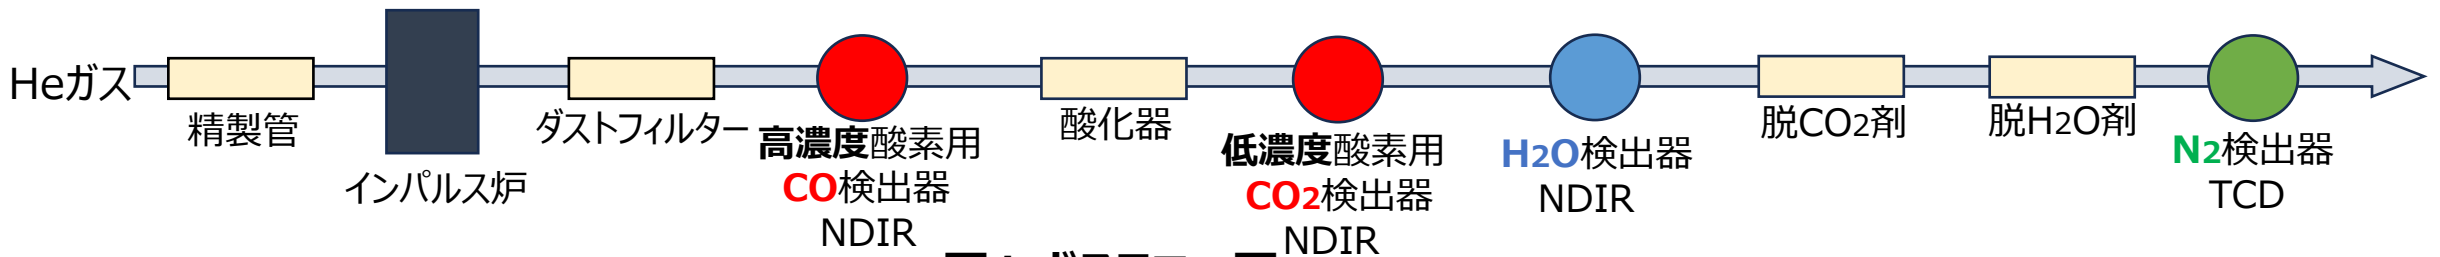 Heガス
精製管
インパルス炉
ダストフィルター
高濃度酸素用
CO検出器
NDIR
酸化器
低濃度酸素用
CO2検出器
NDIR
H2O検出器
NDIR
脱CO2剤
脱H2O剤
N2検出器
TCD